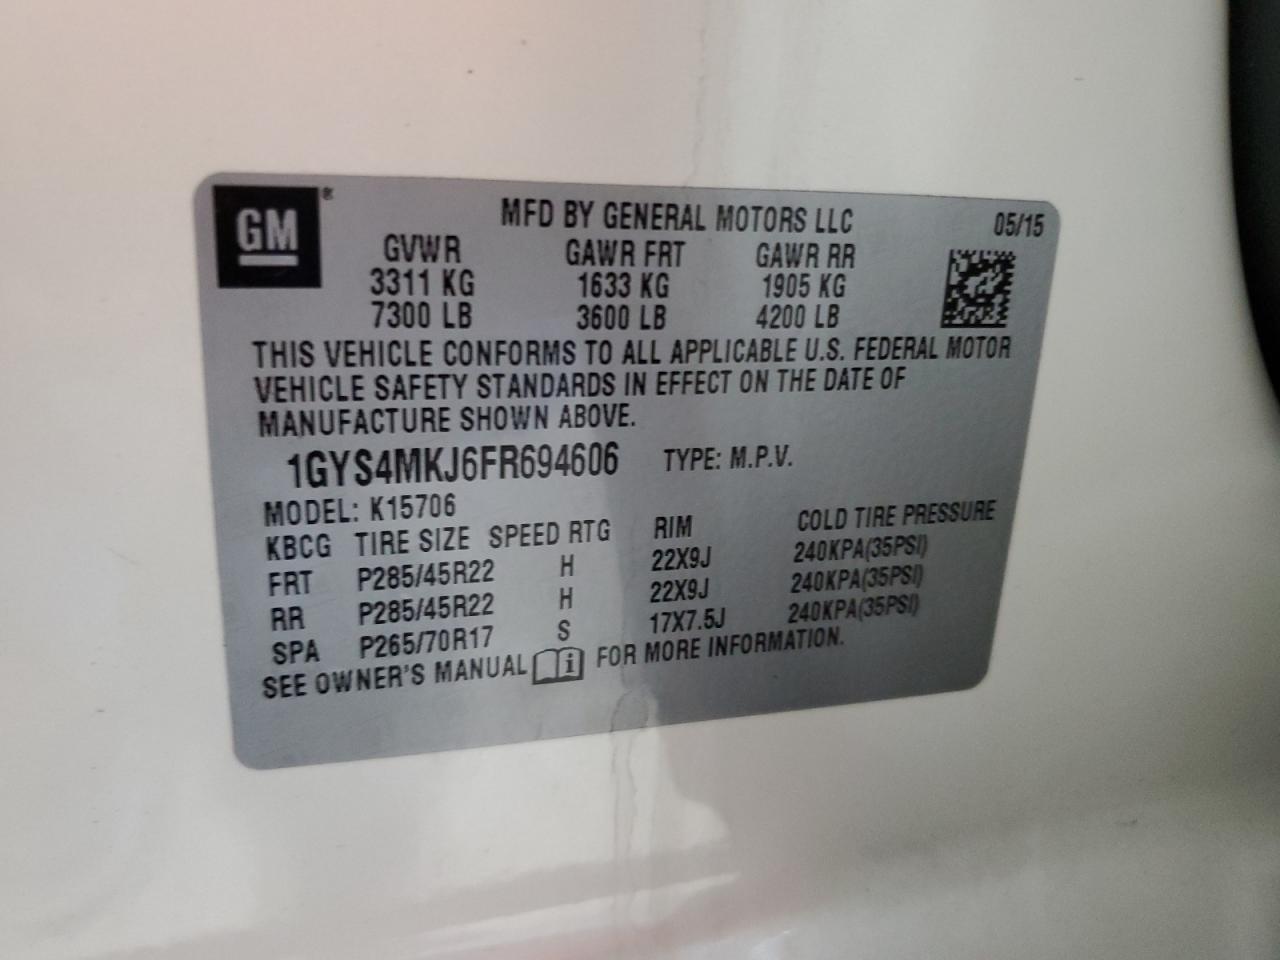 GM ®
MFD BY GENERAL MOTORS LLC 05/15
GVWR GAWR FRT GAWR RR
3311 KG 1633 KG 1905 KG
7300 LB 3600 LB 4200 LB
THIS VEHICLE CONFORMS TO ALL APPLICABLE U.S. FEDERAL MOTOR
VEHICLE SAFETY STANDARDS IN EFFECT ON THE DATE OF
MANUFACTURE SHOWN ABOVE.
1GYS4MKJ6FR694606 TYPE: M.P.V.
MODEL: K15706
KBCG TIRE SIZE SPEED RTG RIM COLD TIRE PRESSURE
FRT P285/45R22 H 22X9J 240KPA(35PSI)
RR P285/45R22 H 22X9J 240KPA(35PSI)
SPA P265/70R17 S 17X7.5J 240KPA(35PSI)
SEE OWNER'S MANUAL i FOR MORE INFORMATION.